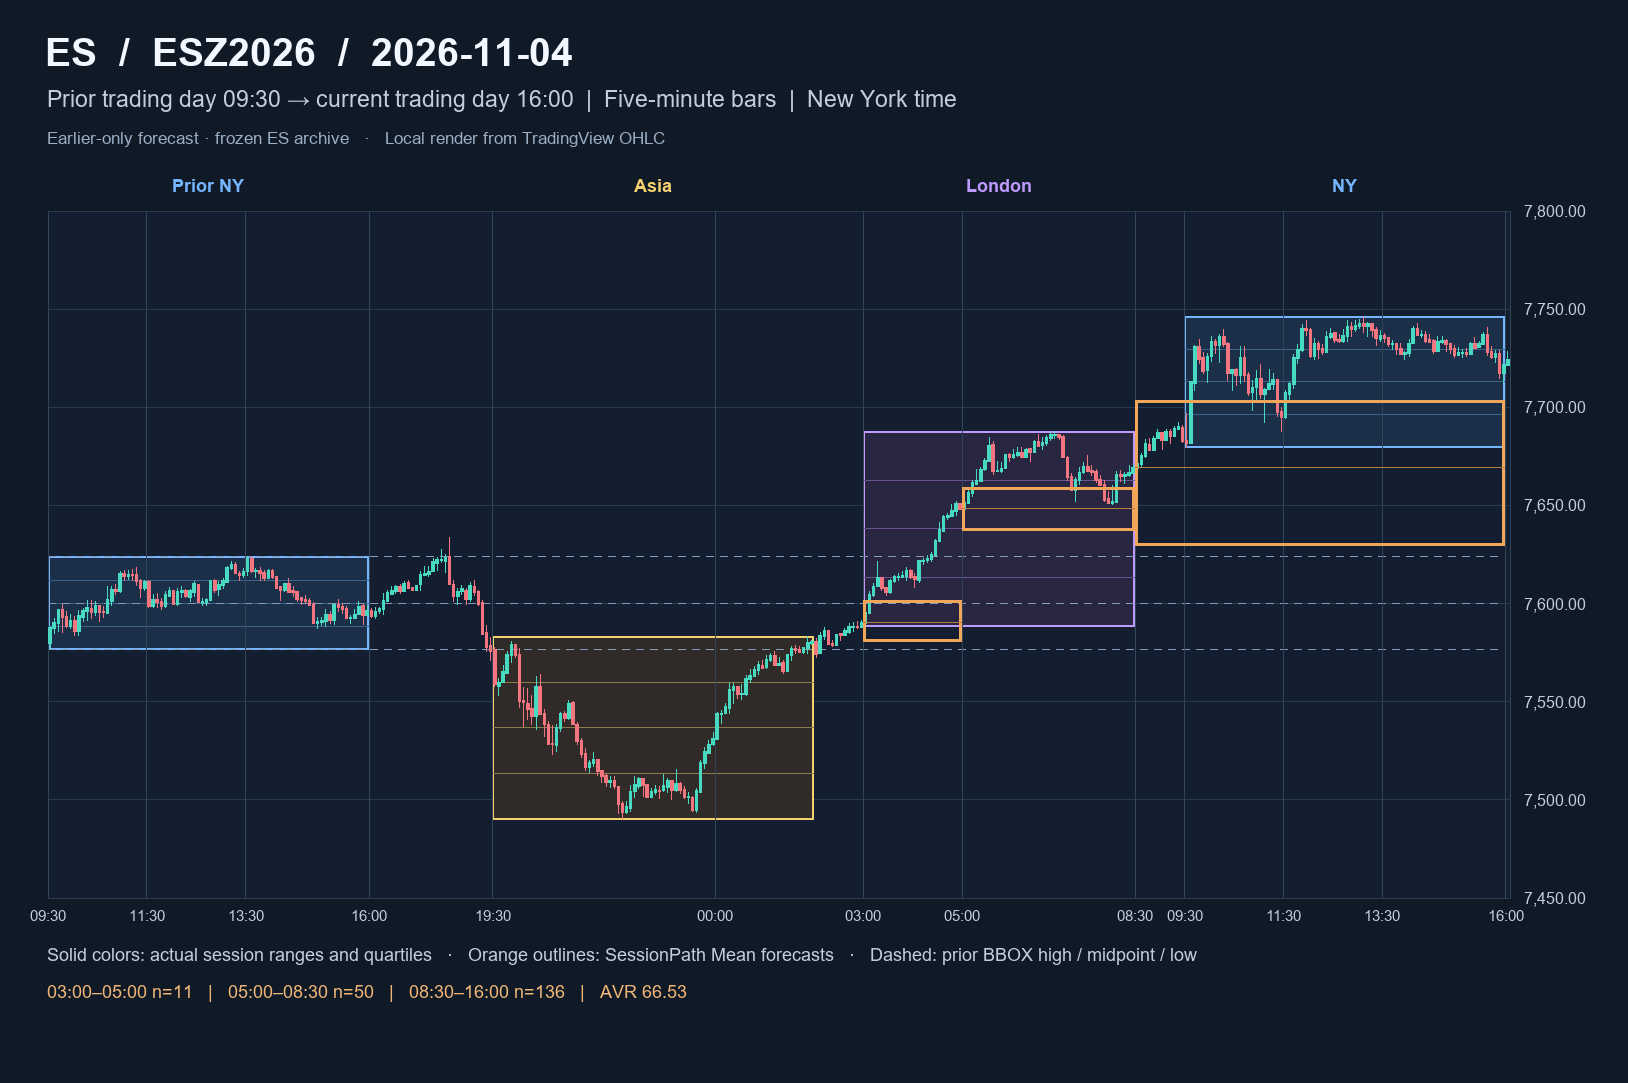 ES / ESZ2026 / 2026-11-04
Prior trading day 09:30 → current trading day 16:00 | Five-minute bars | New York time
Earlier-only forecast · frozen ES archive · Local render from TradingView OHLC
Prior NY Asia London NY
7,800.00
7,750.00
7,700.00
7,650.00
7,600.00
7,550.00
7,500.00
7,450.00
09:30 11:30 13:30 16:00 19:30 00:00 03:00 05:00 08:30 09:30 11:30 13:30 16:00
Solid colors: actual session ranges and quartiles · Orange outlines: SessionPath Mean forecasts · Dashed: prior BBOX high / midpoint / low
03:00–05:00 n=11 | 05:00–08:30 n=50 | 08:30–16:00 n=136 | AVR 66.53